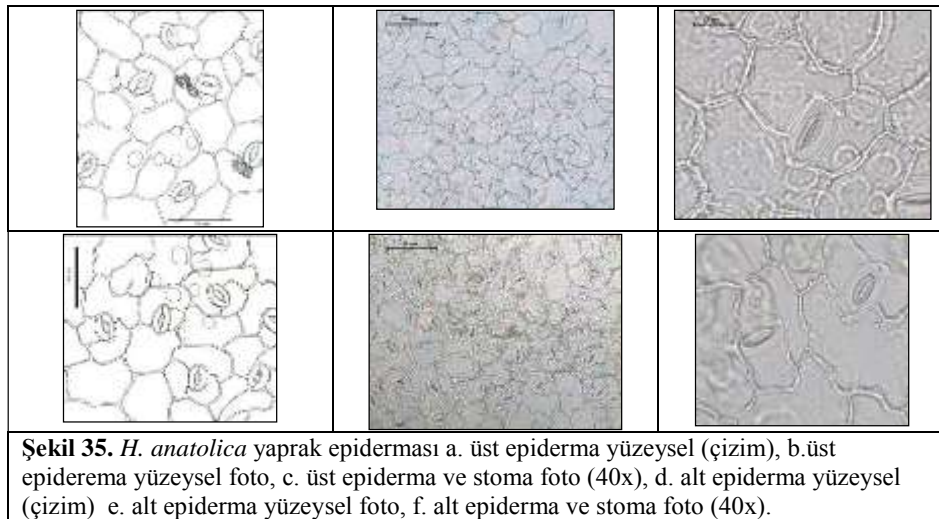 Şekil 35. H. anatolica yaprak epiderması a. üst epiderma yüzeysel (çizim), b.üst
epiderema yüzeysel foto, c. üst epiderma ve stoma foto (40x), d. alt epiderma yüzeysel
(çizim)  e. alt epiderma yüzeysel foto, f. alt epiderma ve stoma foto (40x).